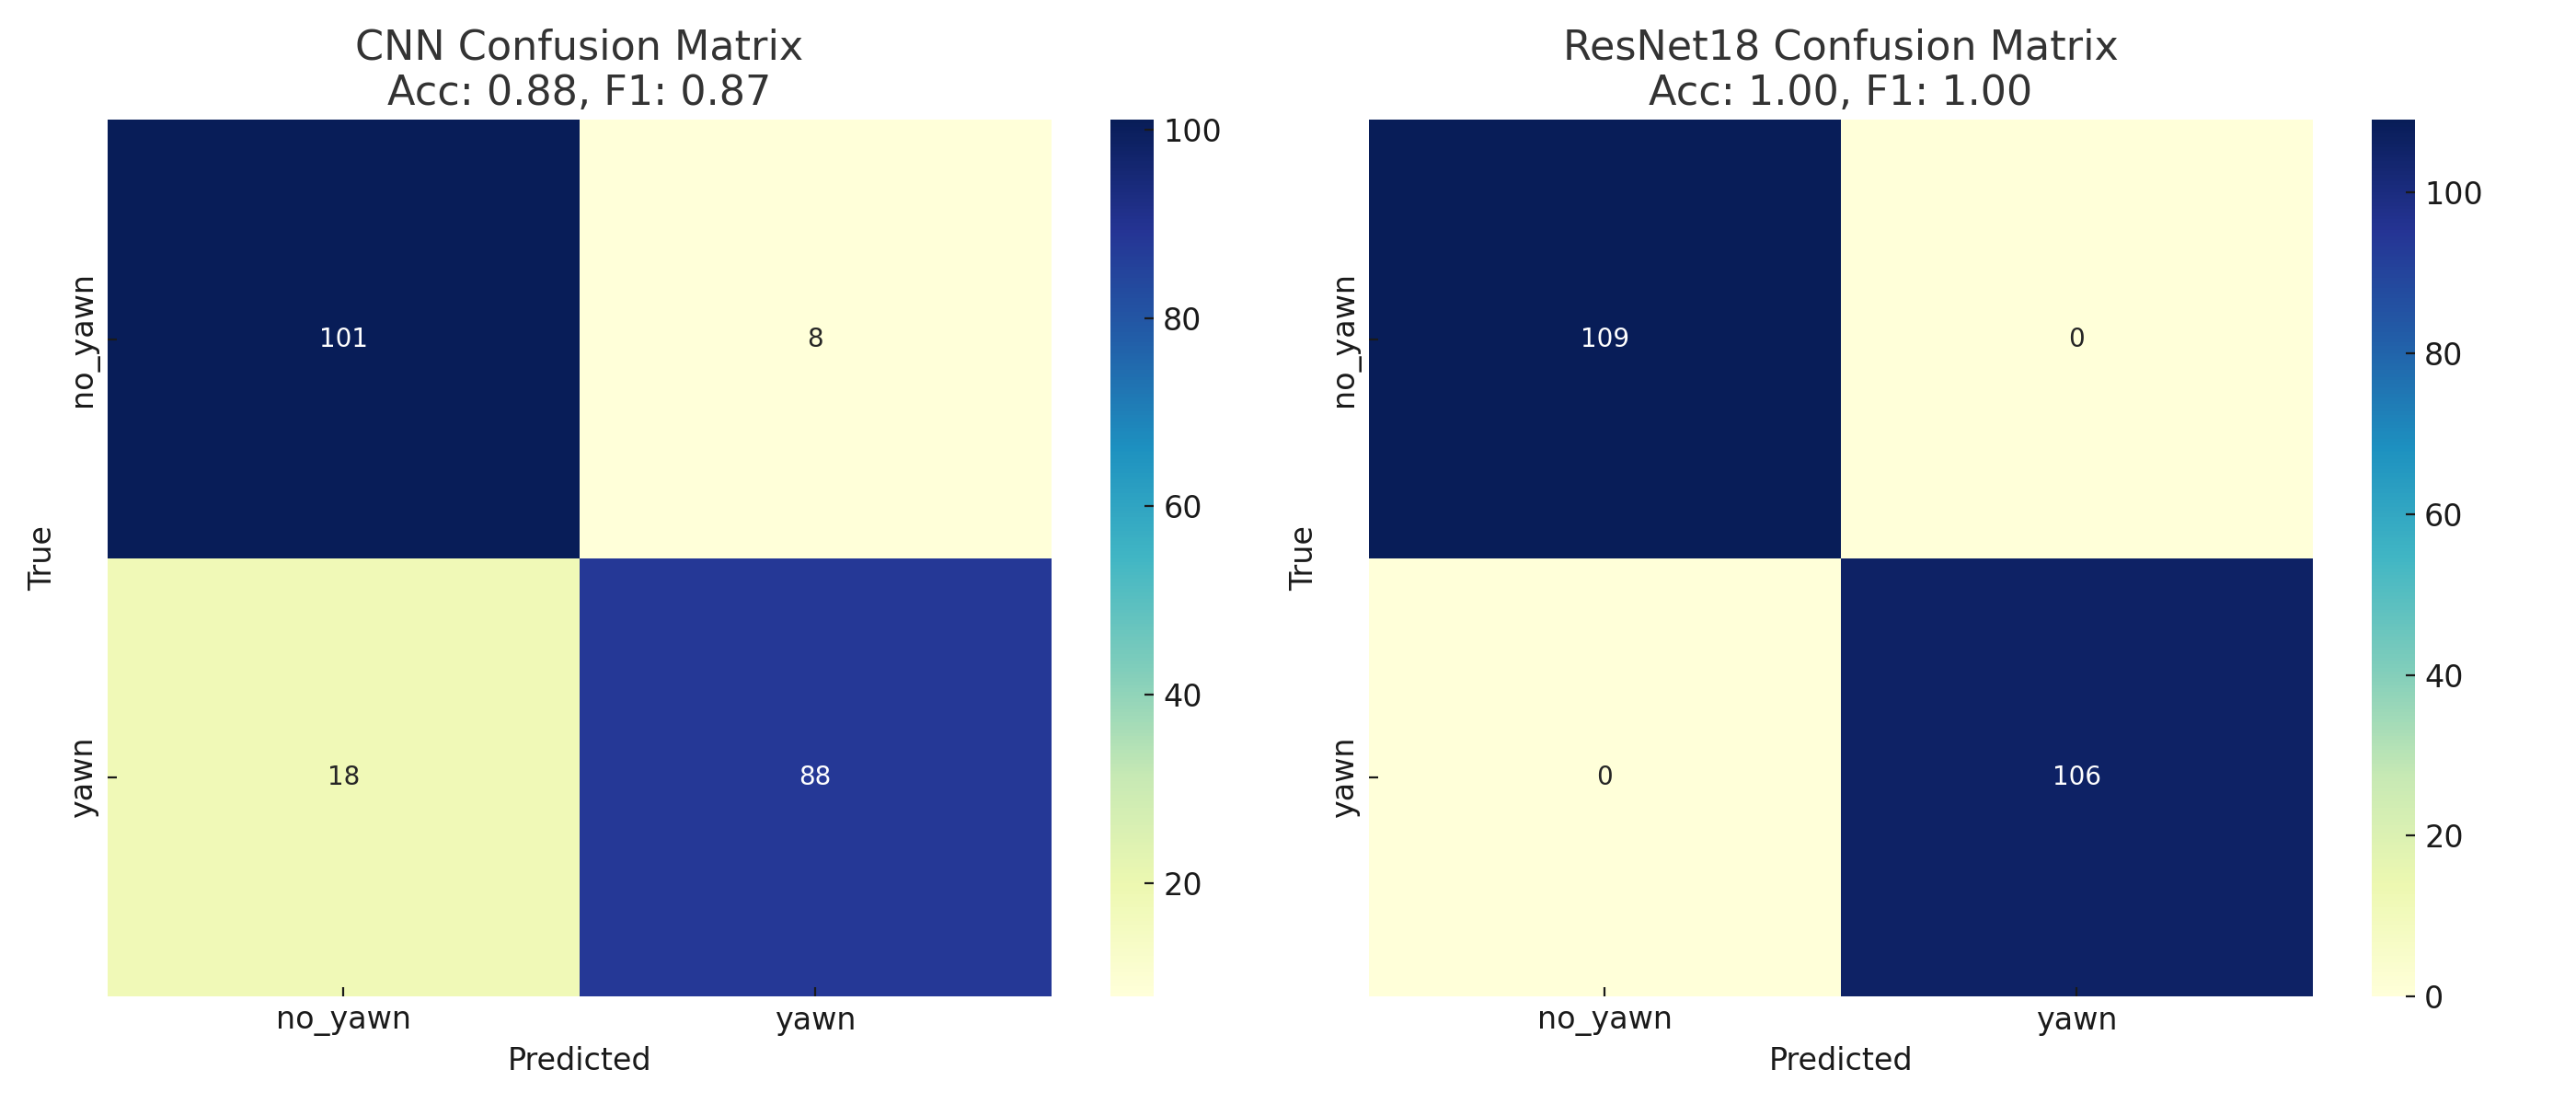 CNN Confusion Matrix
Acc: 0.88, F1: 0.87
no_yawn
yawn
True
101
8
18
88
no_yawn
yawn
Predicted
100
80
60
40
20
ResNet18 Confusion Matrix
Acc: 1.00, F1: 1.00
no_yawn
yawn
True
109
0
0
106
no_yawn
yawn
Predicted
100
80
60
40
20
0